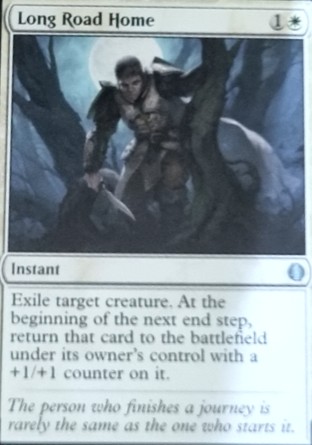 Long Road Home 1
Instant
Exile target creature. At the
beginning of the next end step,
return that card to the battlefield
under its owner's control with a
+1/+1 counter on it.
The person who finishes a journey is
rarely the same as the one who starts it.